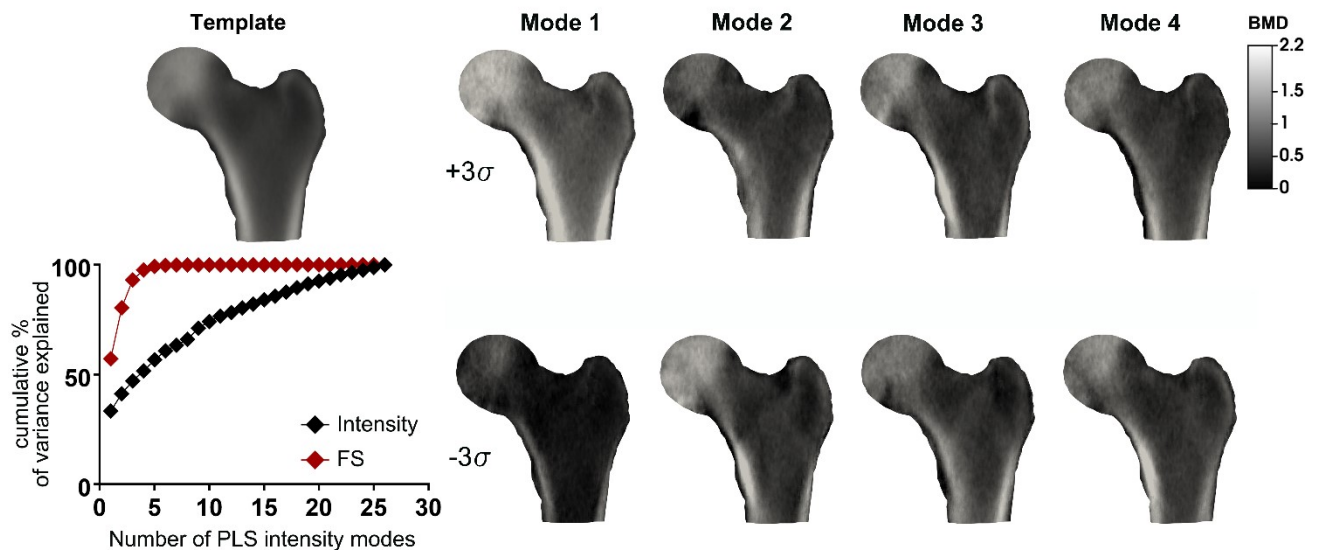 Template
Mode 1
Mode 2
Mode 3
Mode 4
BMD
2.2
1
1
0.5
0
+3σ
-3σ
cumulative %
of variance explained
100
50
0
0
5
10
15
20
25
30
Intensity
FS
Number of PLS intensity modes